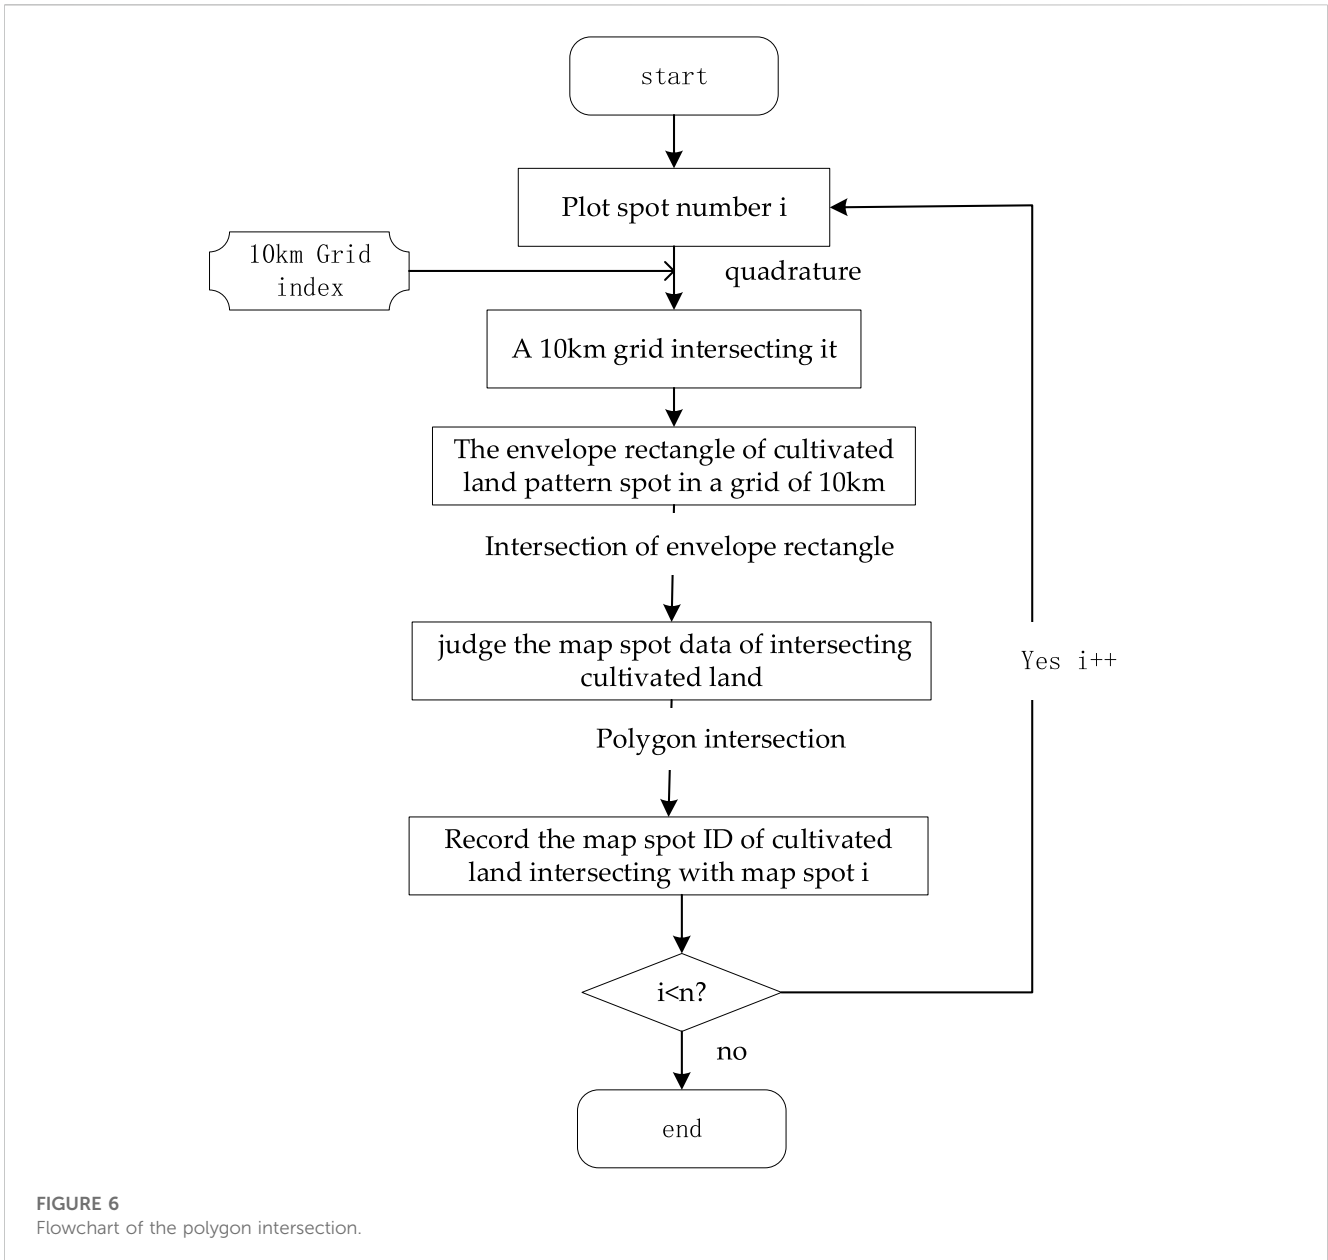 start
Plot spot number i
10km Grid
index
quadrature
A 10km grid intersecting it
The envelope rectangle of cultivated
land pattern spot in a grid of 10km
Intersection of envelope rectangle
judge the map spot data of intersecting
cultivated land
Yes i++
Polygon intersection
Record the map spot ID of cultivated
land intersecting with map spot i
i<n?
no
end
FIGURE 6
Flowchart of the polygon intersection.